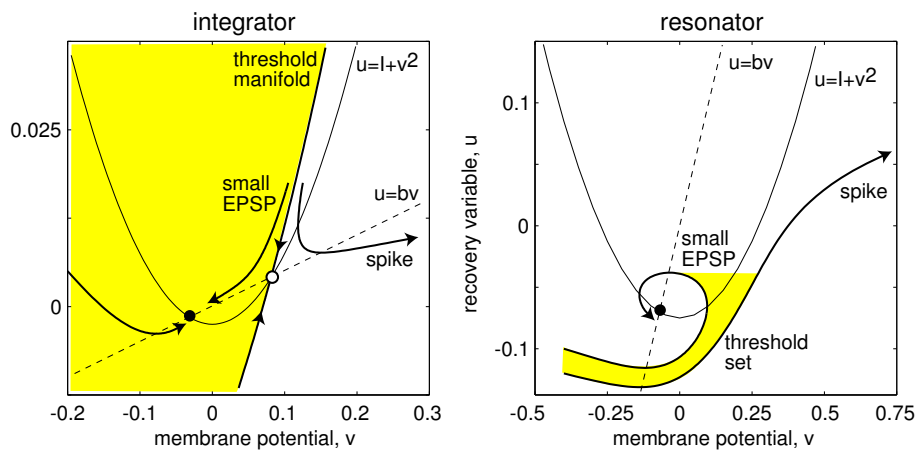 integrator
threshold
manifold
u=I+v²
small
EPSP
u=bv
spike
0.025
0
-0.2
-0.1
0
0.1
0.2
0.3
membrane potential, v
resonator
u=bv
u=I+v²
spike
small
EPSP
threshold
set
recovery variable, u
0.1
0
-0.1
-0.5
-0.25
0
0.25
0.5
0.75
membrane potential, v